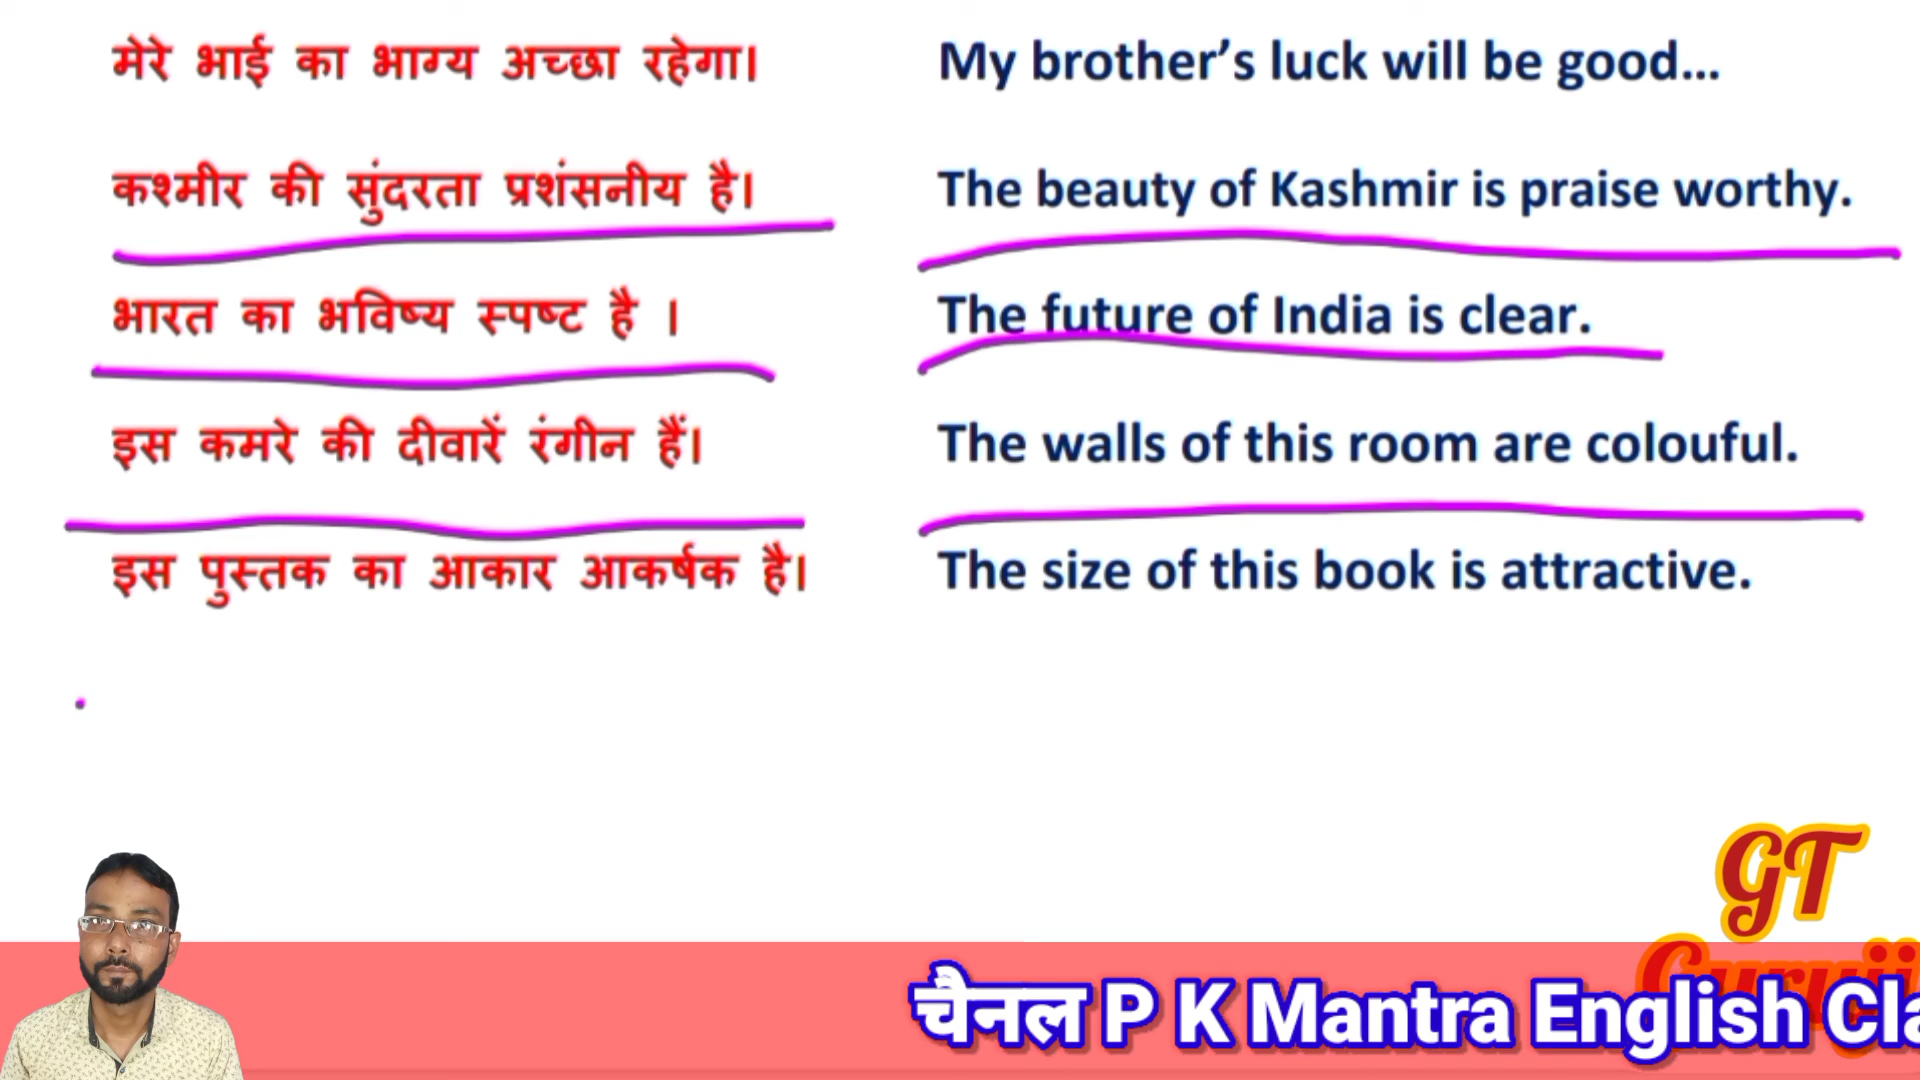 मेरे भाई का भाग्य अच्छा रहेगा। My brother’s luck will be good...
कश्मीर की सुंदरता प्रशंसनीय है। The beauty of Kashmir is praise worthy.
भारत का भविष्य स्पष्ट है । The future of India is clear.
इस कमरे की दीवारें रंगीन हैं। The walls of this room are colouful.
इस पुस्तक का आकार आकर्षक है। The size of this book is attractive.
GT
Guruji
चैनल P K Mantra English Cla